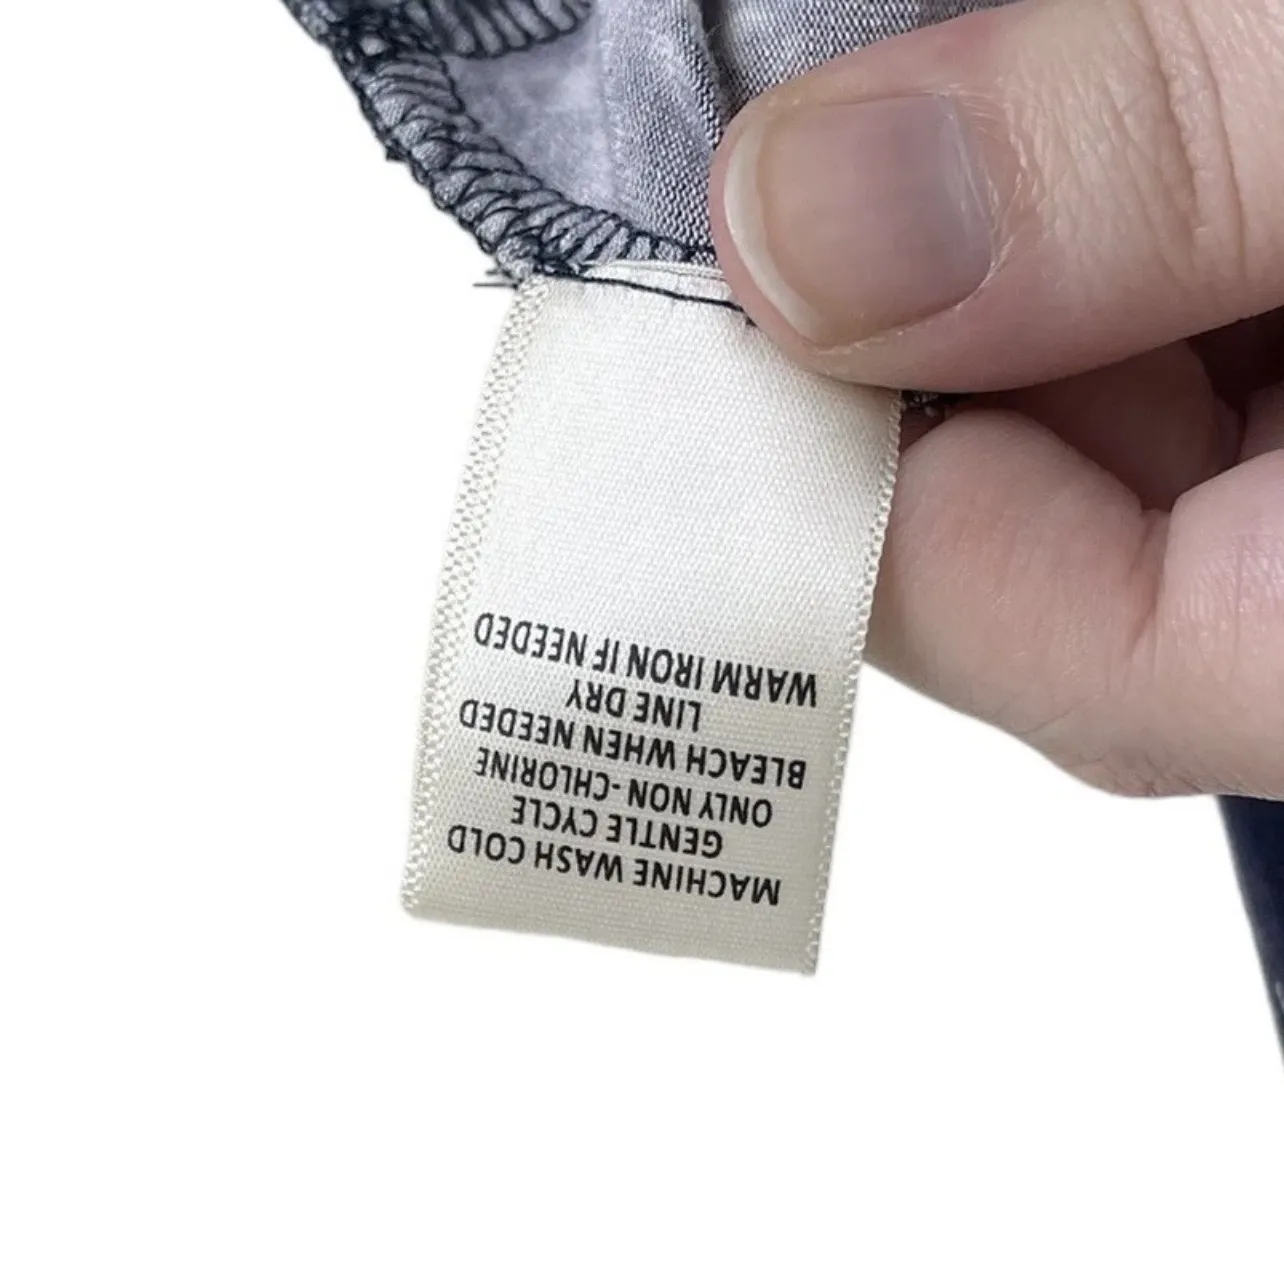 MACHINE WASH COLD
GENTLE CYCLE
ONLY NON-CHLORINE
BLEACH WHEN NEEDED
LINE DRY
WARM IRON IF NEEDED